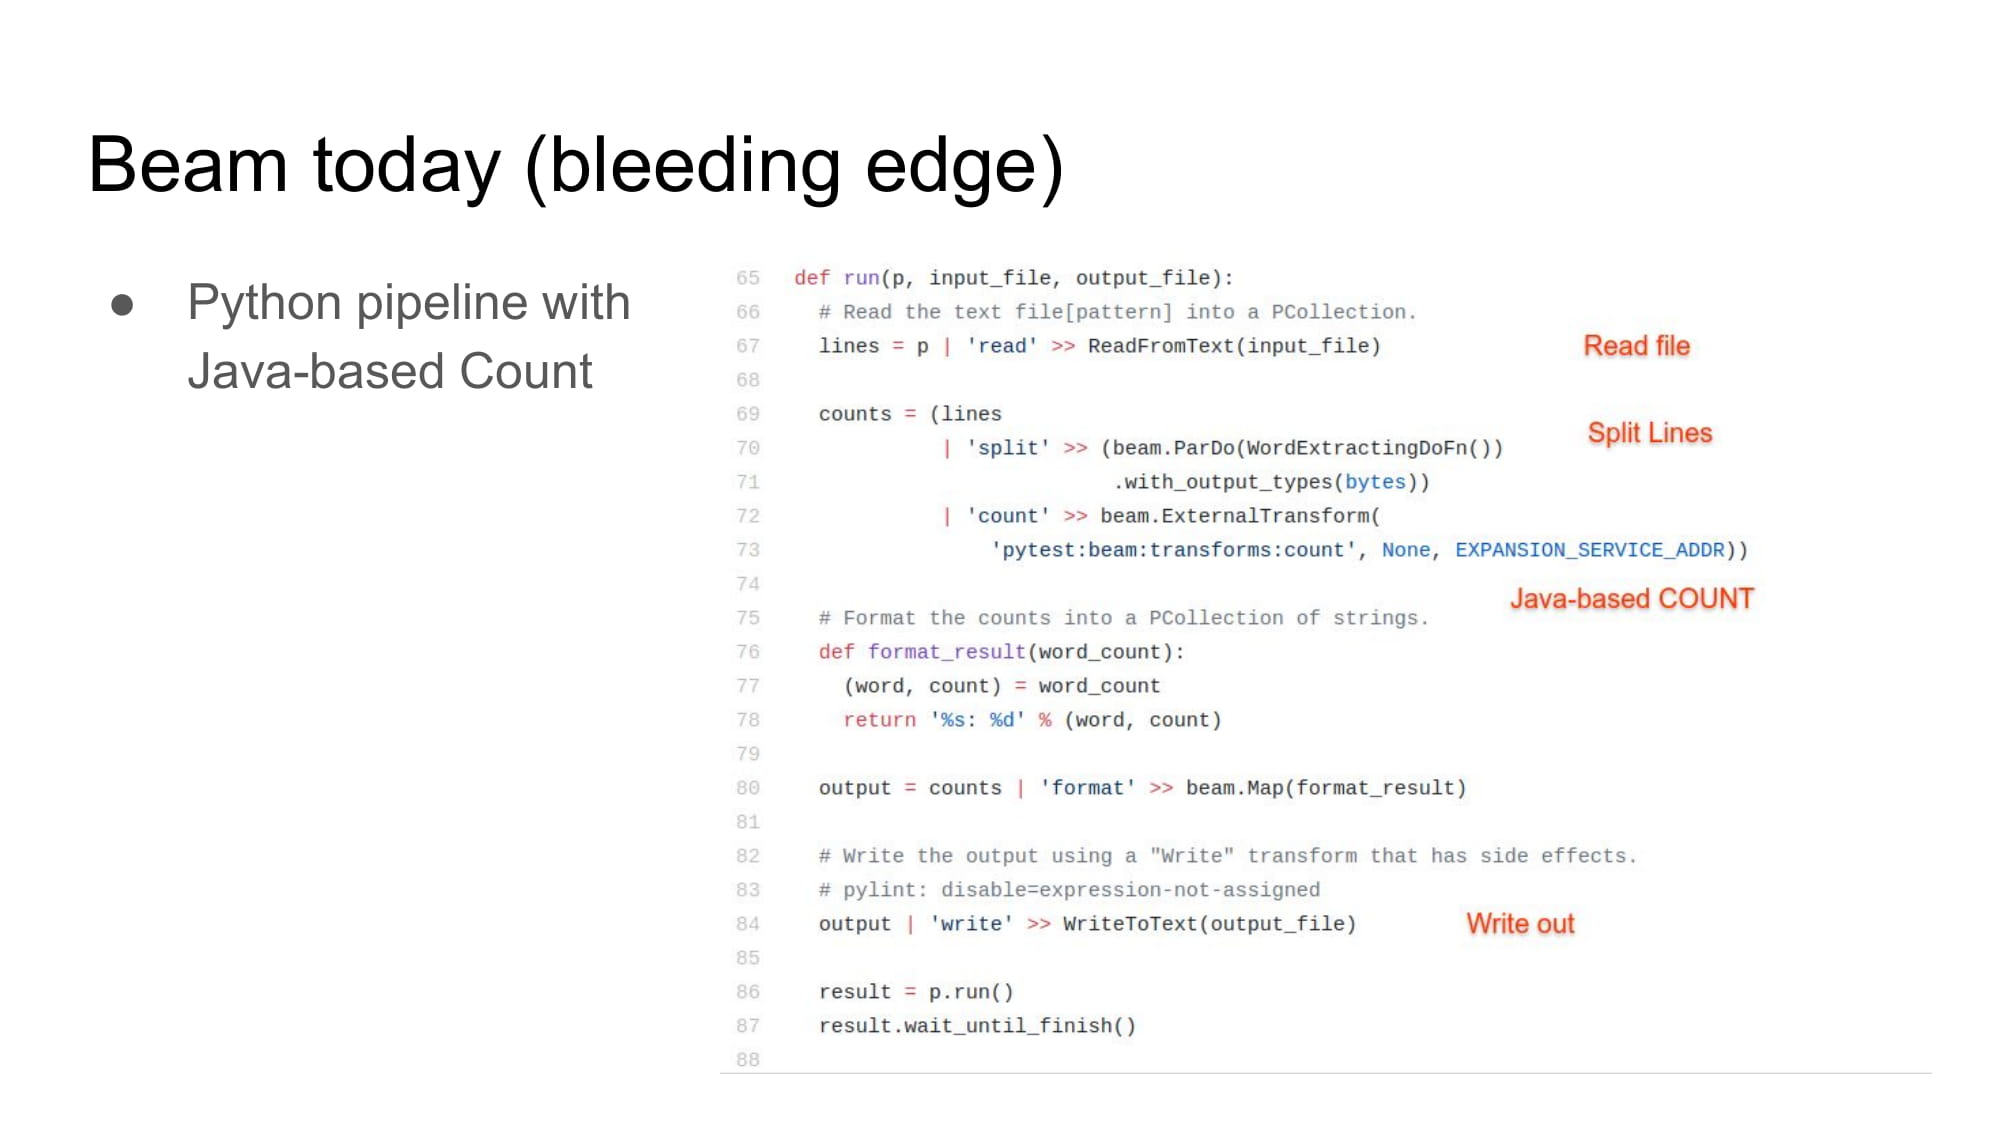 Beam today (bleeding edge)
● Python pipeline with
Java-based Count
65 def run(p, input_file, output_file):
66 # Read the text file[pattern] into a PCollection.
67 lines = p | 'read' >> ReadFromText(input_file)
Read file
68
69 counts = (lines
Split Lines
70 | 'split' >> (beam.ParDo(WordExtractingDoFn())
71 .with_output_types(bytes))
72 | 'count' >> beam.ExternalTransform(
73 'pytest:beam:transforms:count', None, EXPANSION_SERVICE_ADDR))
74
Java-based COUNT
75 # Format the counts into a PCollection of strings.
76 def format_result(word_count):
77 (word, count) = word_count
78 return '%s: %d' % (word, count)
79
80 output = counts | 'format' >> beam.Map(format_result)
81
82 # Write the output using a "Write" transform that has side effects.
83 # pylint: disable=expression-not-assigned
84 output | 'write' >> WriteToText(output_file)
Write out
85
86 result = p.run()
87 result.wait_until_finish()
88